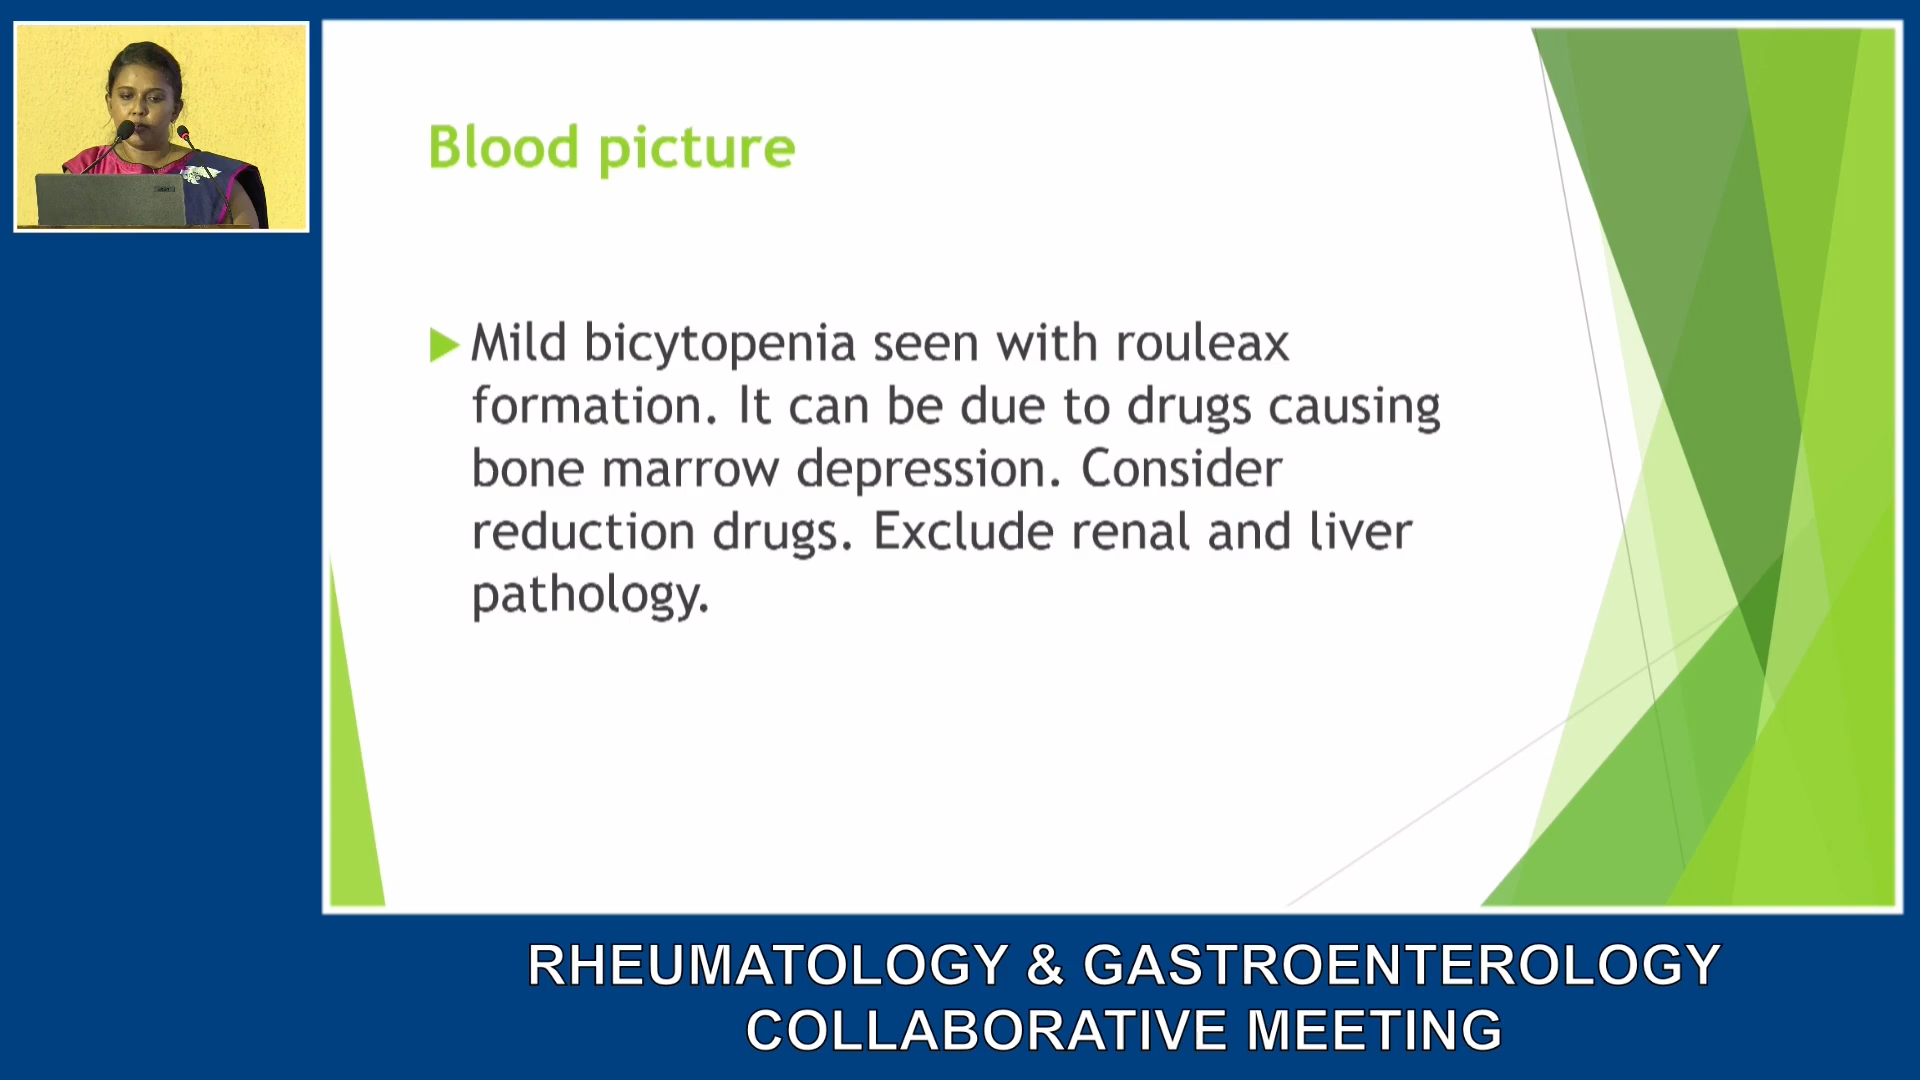 Blood picture
Mild bicytopenia seen with rouleax
formation. It can be due to drugs causing
bone marrow depression. Consider
reduction drugs. Exclude renal and liver
pathology.
RHEUMATOLOGY & GASTROENTEROLOGY
COLLABORATIVE MEETING